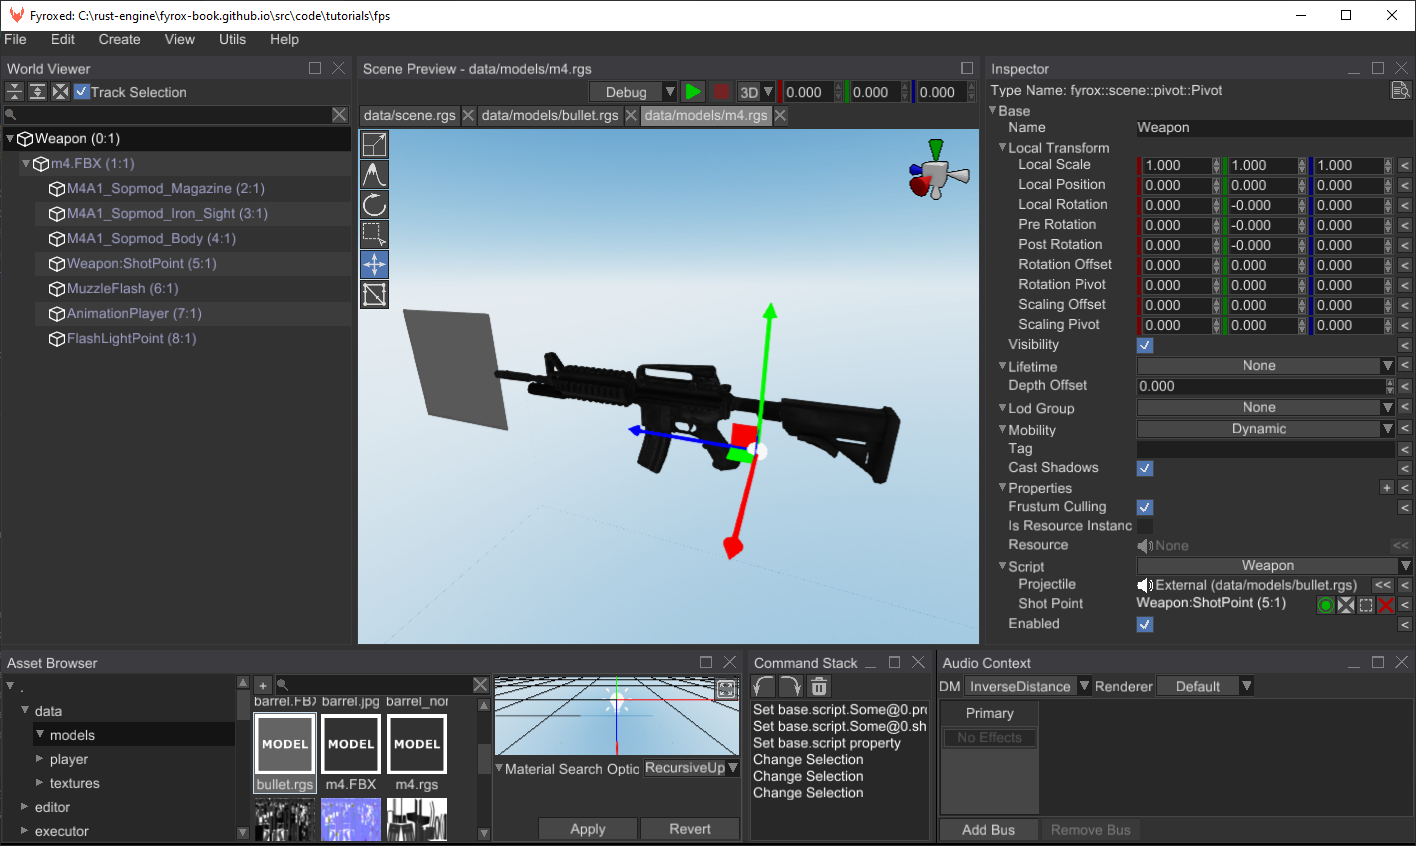 Fyroxed: C:\rust-engine\fyrox-book.github.io\src\code\tutorials\fps
File Edit Create View Utils Help
World Viewer
Track Selection
Weapon (0:1)
m4.FBX (1:1)
M4A1_Sopmod_Magazine (2:1)
M4A1_Sopmod_Iron_Sight (3:1)
M4A1_Sopmod_Body (4:1)
Weapon:ShotPoint (5:1)
MuzzleFlash (6:1)
AnimationPlayer (7:1)
FlashLightPoint (8:1)
Scene Preview - data/models/m4.rgs
Debug 3D 0.000 0.000 0.000
data/scene.rgs data/models/bullet.rgs data/models/m4.rgs
Inspector
Type Name: fyrox::scene::pivot::Pivot
Base
Name Weapon
Local Transform
Local Scale 1.000 1.000 1.000 <
Local Position 0.000 0.000 0.000 <
Local Rotation 0.000 -0.000 0.000 <
Pre Rotation 0.000 -0.000 0.000 <
Post Rotation 0.000 -0.000 0.000 <
Rotation Offset 0.000 0.000 0.000 <
Rotation Pivot 0.000 0.000 0.000 <
Scaling Offset 0.000 0.000 0.000 <
Scaling Pivot 0.000 0.000 0.000 <
Visibility <
Lifetime None <
Depth Offset 0.000 <
Lod Group None <
Mobility Dynamic <
Tag <
Cast Shadows <
Properties + <
Frustum Culling <
Is Resource Instanc
Resource None <<
Script Weapon
Projectile External (data/models/bullet.rgs) << <
Shot Point Weapon:ShotPoint (5:1) <
Enabled <
Asset Browser
.
data
models
player
textures
editor
executor
+
barrel.FBX barrel.jpg barrel_nor
MODEL MODEL MODEL
bullet.rgs m4.FBX m4.rgs
Material Search Optio RecursiveUp
Apply Revert
Command Stack
Set base.script.Some@0.pro
Set base.script.Some@0.sh
Set base.script property
Change Selection
Change Selection
Change Selection
Audio Context
DM InverseDistance Renderer Default
Primary
No Effects
Add Bus Remove Bus